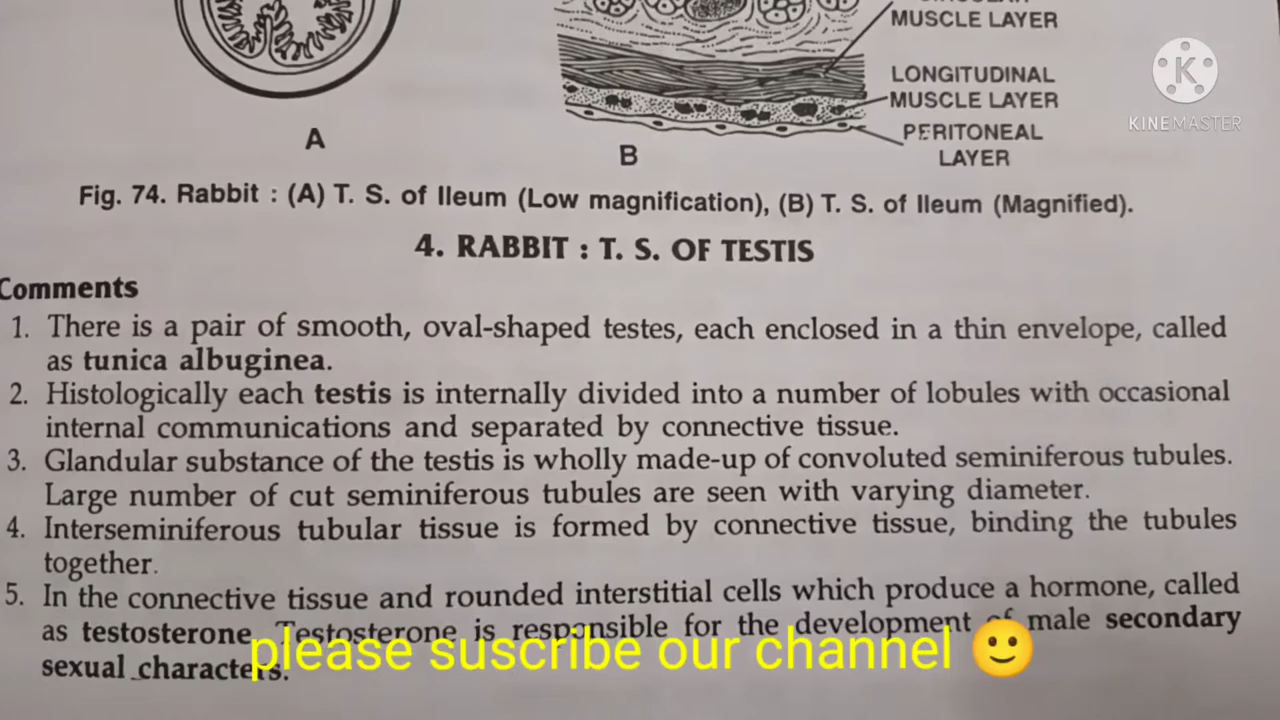 MUSCLE LAYER
LONGITUDINAL
MUSCLE LAYER
PERITONEAL
LAYER
KINEMASTER
A
B
Fig. 74. Rabbit : (A) T. S. of Ileum (Low magnification), (B) T. S. of Ileum (Magnified).
4. RABBIT : T. S. OF TESTIS
Comments
1. There is a pair of smooth, oval-shaped testes, each enclosed in a thin envelope, called
as tunica albuginea.
2. Histologically each testis is internally divided into a number of lobules with occasional
internal communications and separated by connective tissue.
3. Glandular substance of the testis is wholly made-up of convoluted seminiferous tubules.
Large number of cut seminiferous tubules are seen with varying diameter.
4. Interseminiferous tubular tissue is formed by connective tissue, binding the tubules
together.
5. In the connective tissue and rounded interstitial cells which produce a hormone, called
as testosterone. Testosterone is responsible for the development of male secondary
sexual characters.
please suscribe our channel 🙂